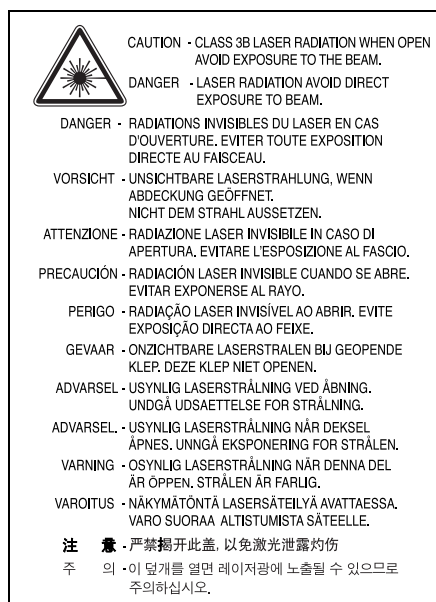 CAUTION - CLASS 3B LASER RADIATION WHEN OPEN
AVOID EXPOSURE TO THE BEAM.
DANGER - LASER RADIATION AVOID DIRECT
EXPOSURE TO BEAM.
DANGER - RADIATIONS INVISIBLES DU LASER EN CAS
D'OUVERTURE. EVITER TOUTE EXPOSITION
DIRECTE AU FAISCEAU.
VORSICHT - UNSICHTBARE LASERSTRAHLUNG, WENN
ABDECKUNG GEÖFFNET.
NICHT DEM STRAHL AUSSETZEN.
ATTENZIONE - RADIAZIONE LASER INVISIBILE IN CASO DI
APERTURA. EVITARE L'ESPOSIZIONE AL FASCIO.
PRECAUCIÓN - RADIACIÓN LASER INVISIBLE CUANDO SE ABRE.
EVITAR EXPONERSE AL RAYO.
PERIGO - RADIAÇÃO LASER INVISÍVEL AO ABRIR. EVITE
EXPOSIÇÃO DIRECTA AO FEIXE.
GEVAAR - ONZICHTBARE LASERSTRALEN BIJ GEOPENDE
KLEP. DEZE KLEP NIET OPENEN.
ADVARSEL - USYNLIG LASERSTRÅLNING VED ÅBNING.
UNDGÅ UDSAETTELSE FOR STRÅLNING.
ADVARSEL. - USYNLIG LASERSTRÅLNING NÅR DEKSEL
ÅPNES. UNNGÅ EKSPONERING FOR STRÅLEN.
VARNING - OSYNLIG LASERSTRÅLNING NÄR DENNA DEL
ÄR ÖPPEN. STRÅLEN ÄR FARLIG.
VAROITUS - NÄKYMÄTÖNTÄ LASERSÄTEILYÄ AVATTAESSA.
VARO SUORAA ALTISTUMISTA SÄTEELLE.
注 意 - 严禁揭开此盖, 以免激光泄露灼伤
주 의 - 이 덮개를 열면 레이저광에 노출될 수 있으므로
주의하십시오.